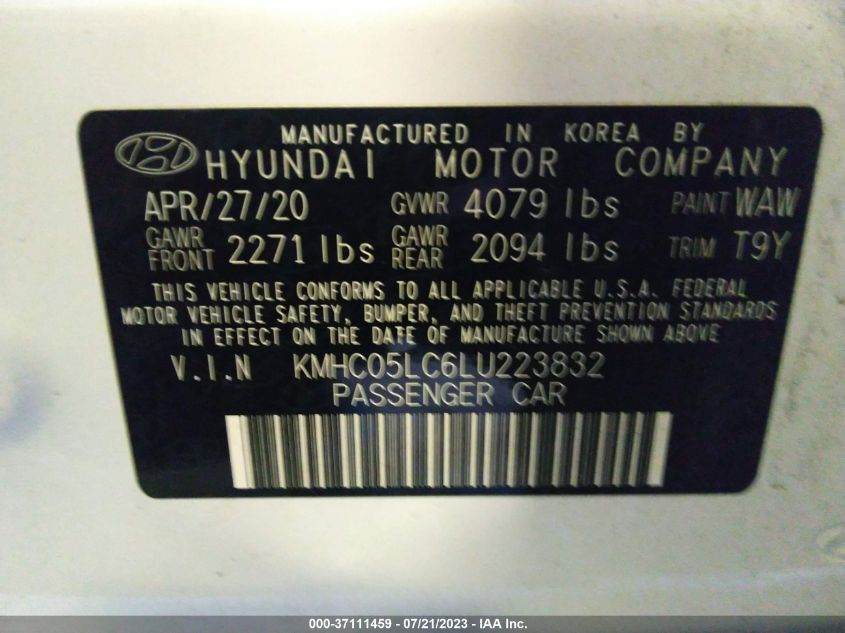 MANUFACTURED IN KOREA BY
HYUNDAI MOTOR COMPANY
APR/27/20 GVWR 4079 lbs PAINT WAW
GAWR FRONT 2271 lbs GAWR REAR 2094 lbs TRIM T9Y
THIS VEHICLE CONFORMS TO ALL APPLICABLE U.S.A. FEDERAL
MOTOR VEHICLE SAFETY, BUMPER, AND THEFT PREVENTION STANDARDS
IN EFFECT ON THE DATE OF MANUFACTURE SHOWN ABOVE
V.I.N KMHC05LC6LU223832
PASSENGER CAR
000-37111459 - 07/21/2023 - IAA Inc.